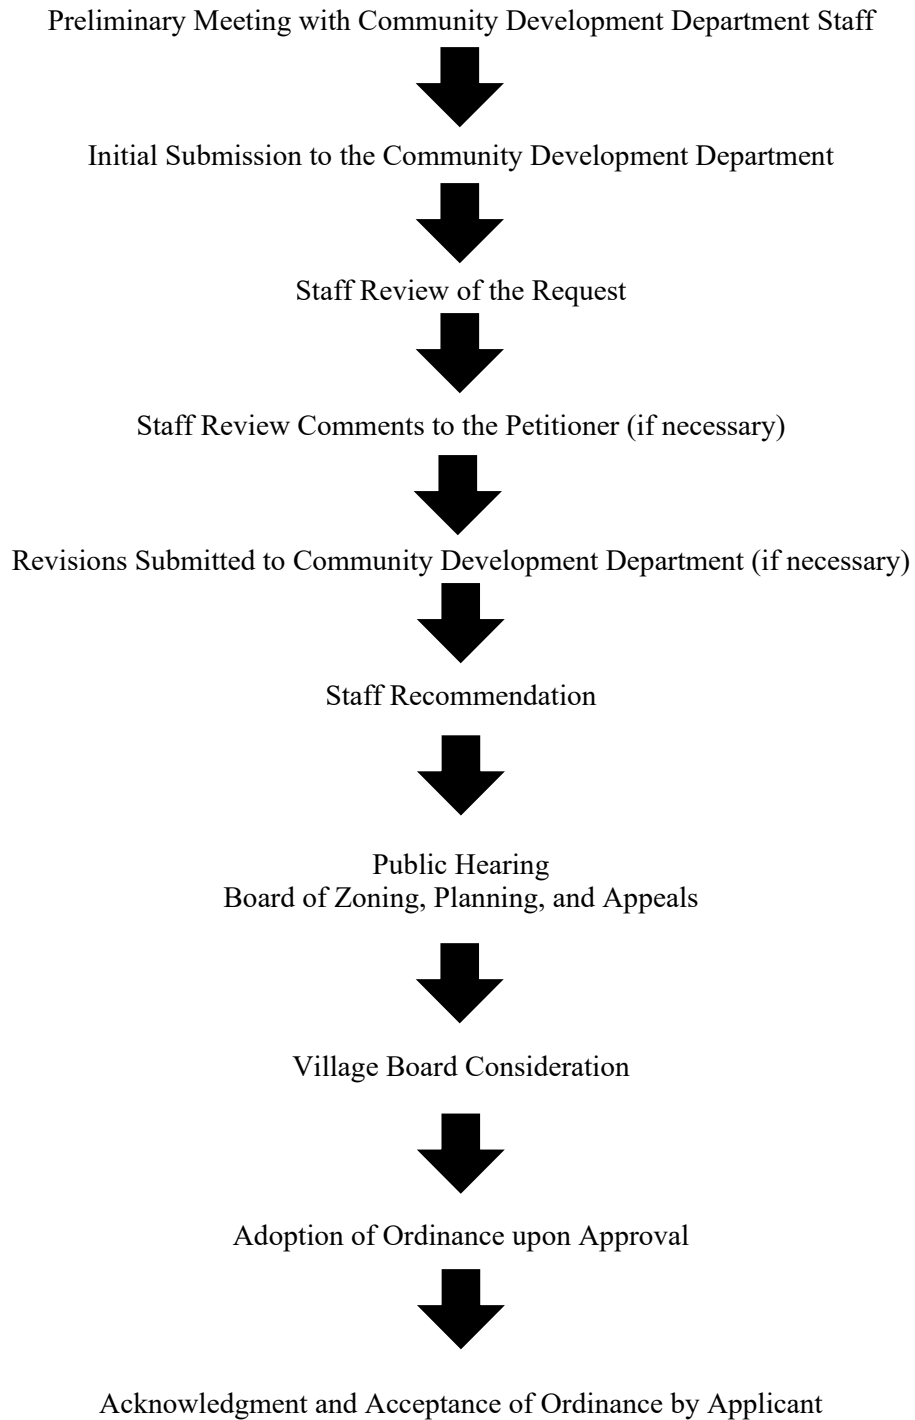 Preliminary Meeting with Community Development Department Staff
Initial Submission to the Community Development Department
Staff Review of the Request
Staff Review Comments to the Petitioner (if necessary)
Revisions Submitted to Community Development Department (if necessary)
Staff Recommendation
Public Hearing
Board of Zoning, Planning, and Appeals
Village Board Consideration
Adoption of Ordinance upon Approval
Acknowledgment and Acceptance of Ordinance by Applicant